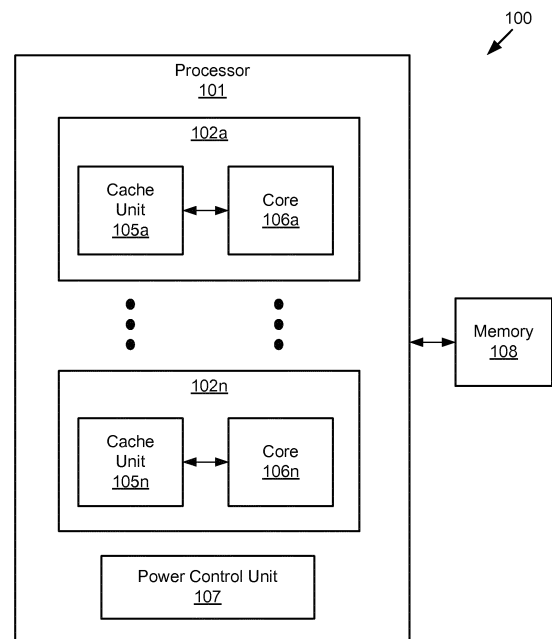 100
Processor
101
102a
Cache
Unit
105a
Core
106a
Memory
108
102n
Cache
Unit
105n
Core
106n
Power Control Unit
107